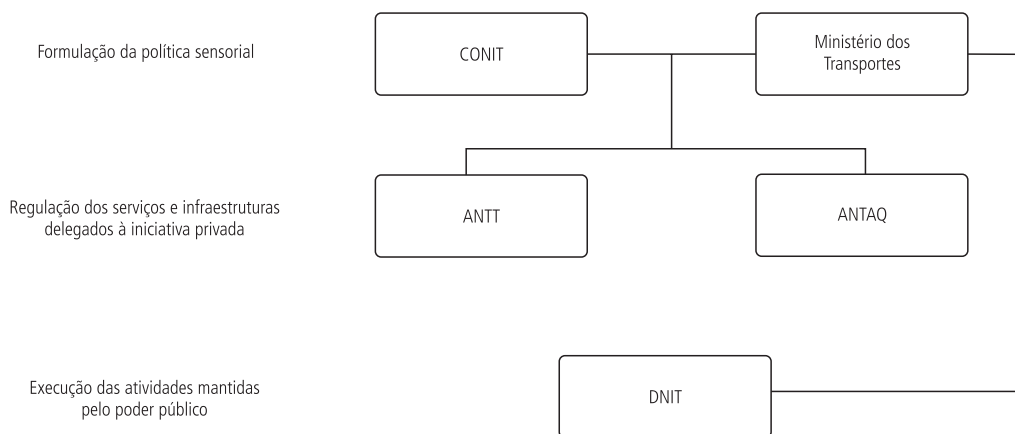 Formulação da política sensorial
CONIT
Ministério dos
Transportes
Regulação dos serviços e infraestruturas
delegados à iniciativa privada
ANTT
ANTAQ
Execução das atividades mantidas
pelo poder público
DNIT